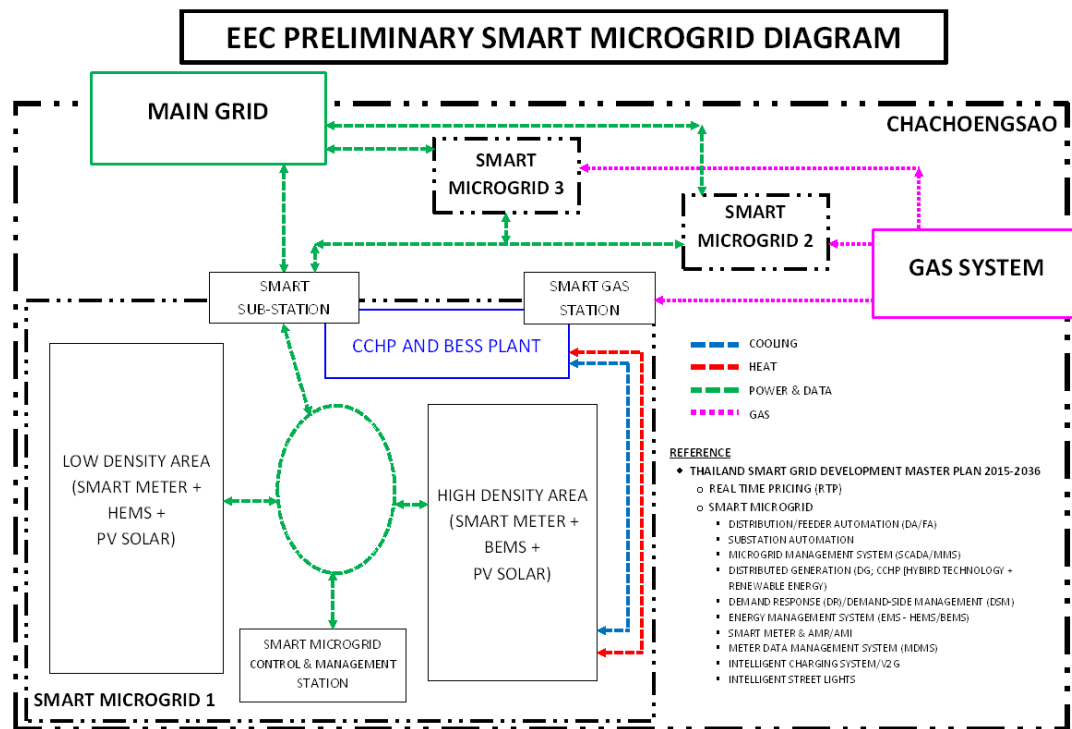 EEC PRELIMINARY SMART MICROGRID DIAGRAM
MAIN GRID
CHACHOENGSAO
SMART
MICROGRID 3
SMART
MICROGRID 2
GAS SYSTEM
SMART
SUB-STATION
SMART GAS
STATION
CCHP AND BESS PLANT
COOLING
HEAT
POWER & DATA
GAS
LOW DENSITY AREA
(SMART METER +
HEMS +
PV SOLAR)
HIGH DENSITY AREA
(SMART METER +
BEMS +
PV SOLAR)
SMART MICROGRID
CONTROL & MANAGEMENT
STATION
SMART MICROGRID 1
REFERENCE
◆ THAILAND SMART GRID DEVELOPMENT MASTER PLAN 2015-2036
o REAL TIME PRICING (RTP)
o SMART MICROGRID
▪ DISTRIBUTION/FEEDER AUTOMATION (DA/FA)
▪ SUBSTATION AUTOMATION
▪ MICROGRID MANAGEMENT SYSTEM (SCADA/MMS)
▪ DISTRIBUTED GENERATION (DG; CCHP [HYBIRD TECHNOLOGY +
RENEWABLE ENERGY)
▪ DEMAND RESPONSE (DR)/DEMAND-SIDE MANAGEMENT (DSM)
▪ ENERGY MANAGEMENT SYSTEM (EMS - HEMS/BEMS)
▪ SMART METER & AMR/AMI
▪ METER DATA MANAGEMENT SYSTEM (MDMS)
▪ INTELLIGENT CHARGING SYSTEM/V2G
▪ INTELLIGENT STREET LIGHTS